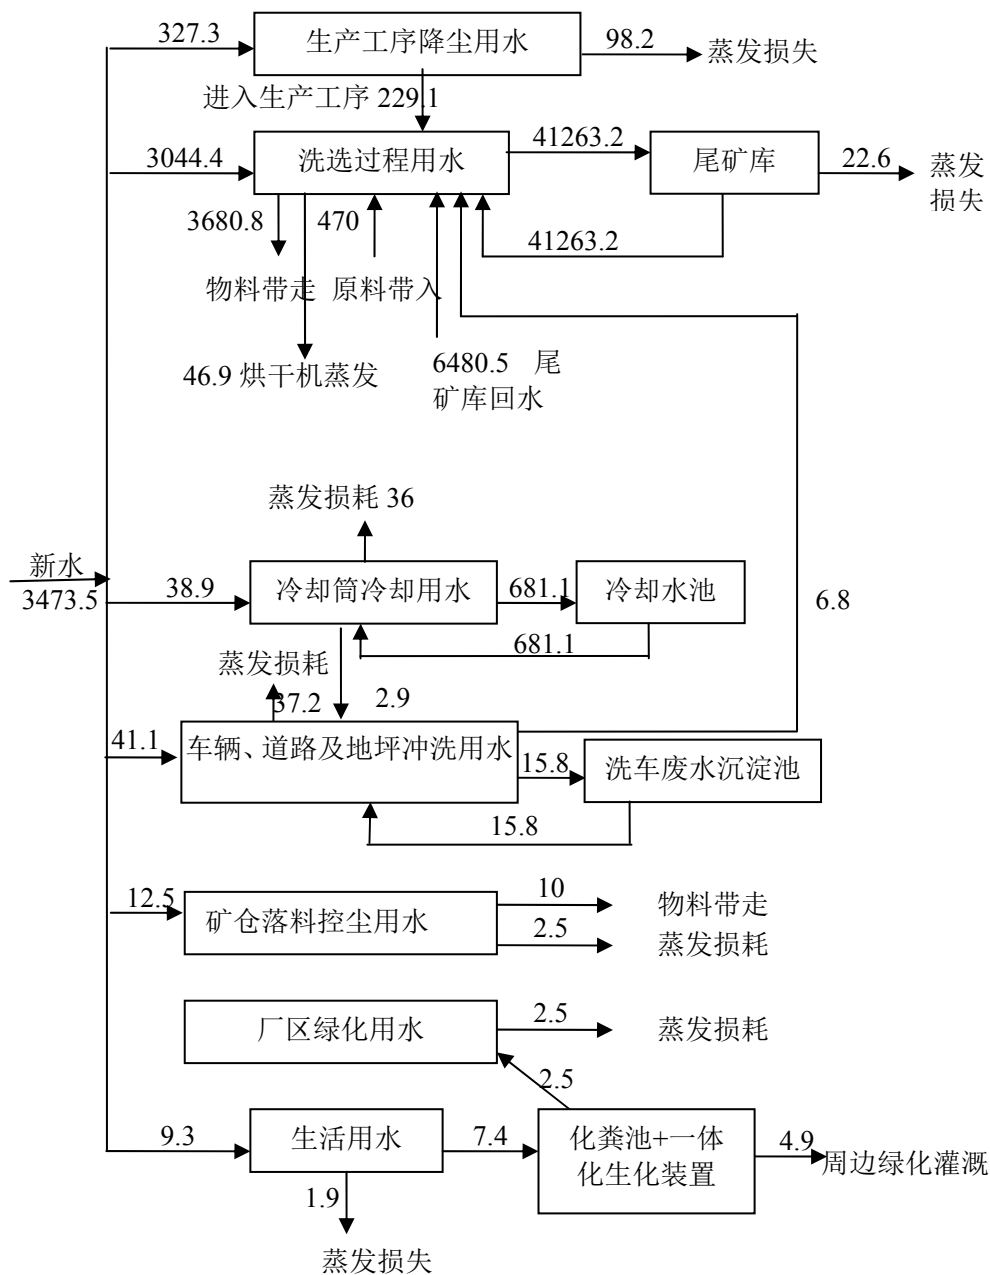 327.3
生产工序降尘用水
98.2
蒸发损失
进入生产工序 229.1
3044.4
洗选过程用水
41263.2
尾矿库
22.6
蒸发
损失
3680.8
470
41263.2
物料带走
原料带入
46.9 烘干机蒸发
6480.5 尾
矿库回水
蒸发损耗 36
新水
3473.5
38.9
冷却筒冷却用水
681.1
冷却水池
6.8
681.1
蒸发损耗
37.2
2.9
41.1
车辆、道路及地坪冲洗用水
15.8
洗车废水沉淀池
15.8
12.5
矿仓落料控尘用水
10
物料带走
2.5
蒸发损耗
厂区绿化用水
2.5
蒸发损耗
2.5
9.3
生活用水
7.4
化粪池+一体
化生化装置
4.9
周边绿化灌溉
1.9
蒸发损失